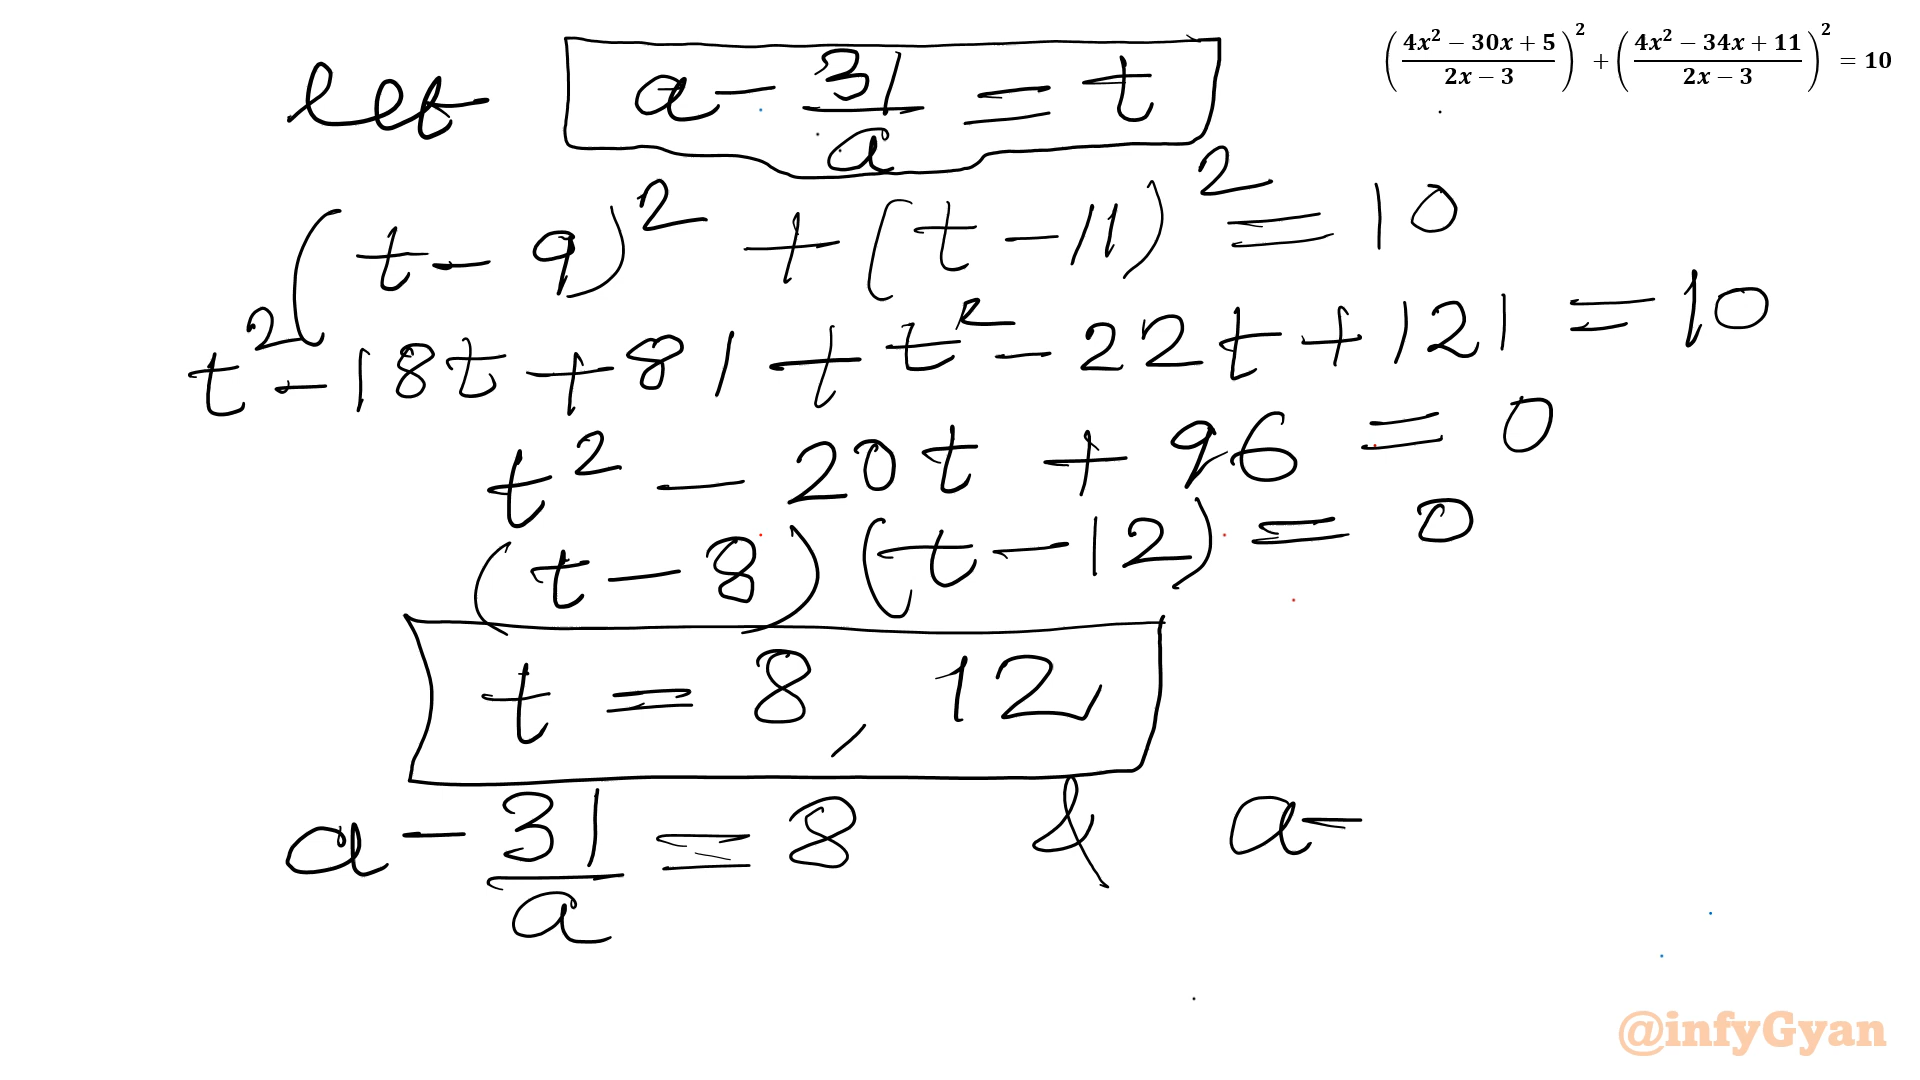 let a - 31/a = t
(4x² − 30x + 5 / 2x − 3)² + (4x² − 34x + 11 / 2x − 3)² = 10
(t - 9)² + (t - 11)² = 10
t² - 18t + 81 + t² - 22t + 121 = 10
t² - 20t + 96 = 0
(t - 8) (t - 12) = 0
t = 8, 12
a - 31/a = 8 & a -
@infyGyan